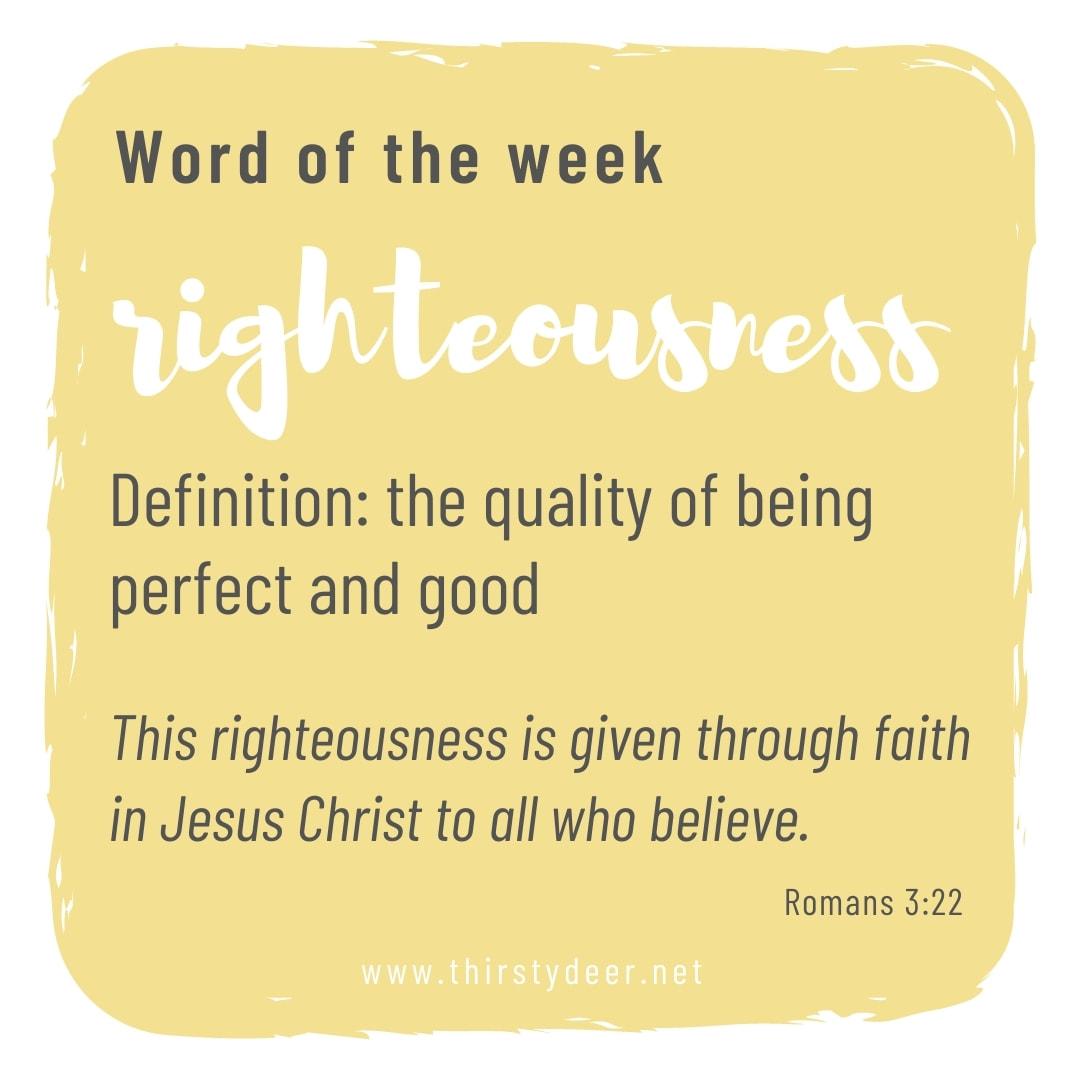 Word of the week
righteousness
Definition: the quality of being
perfect and good
This righteousness is given through faith
in Jesus Christ to all who believe.
Romans 3:22
www.thirstydeer.net